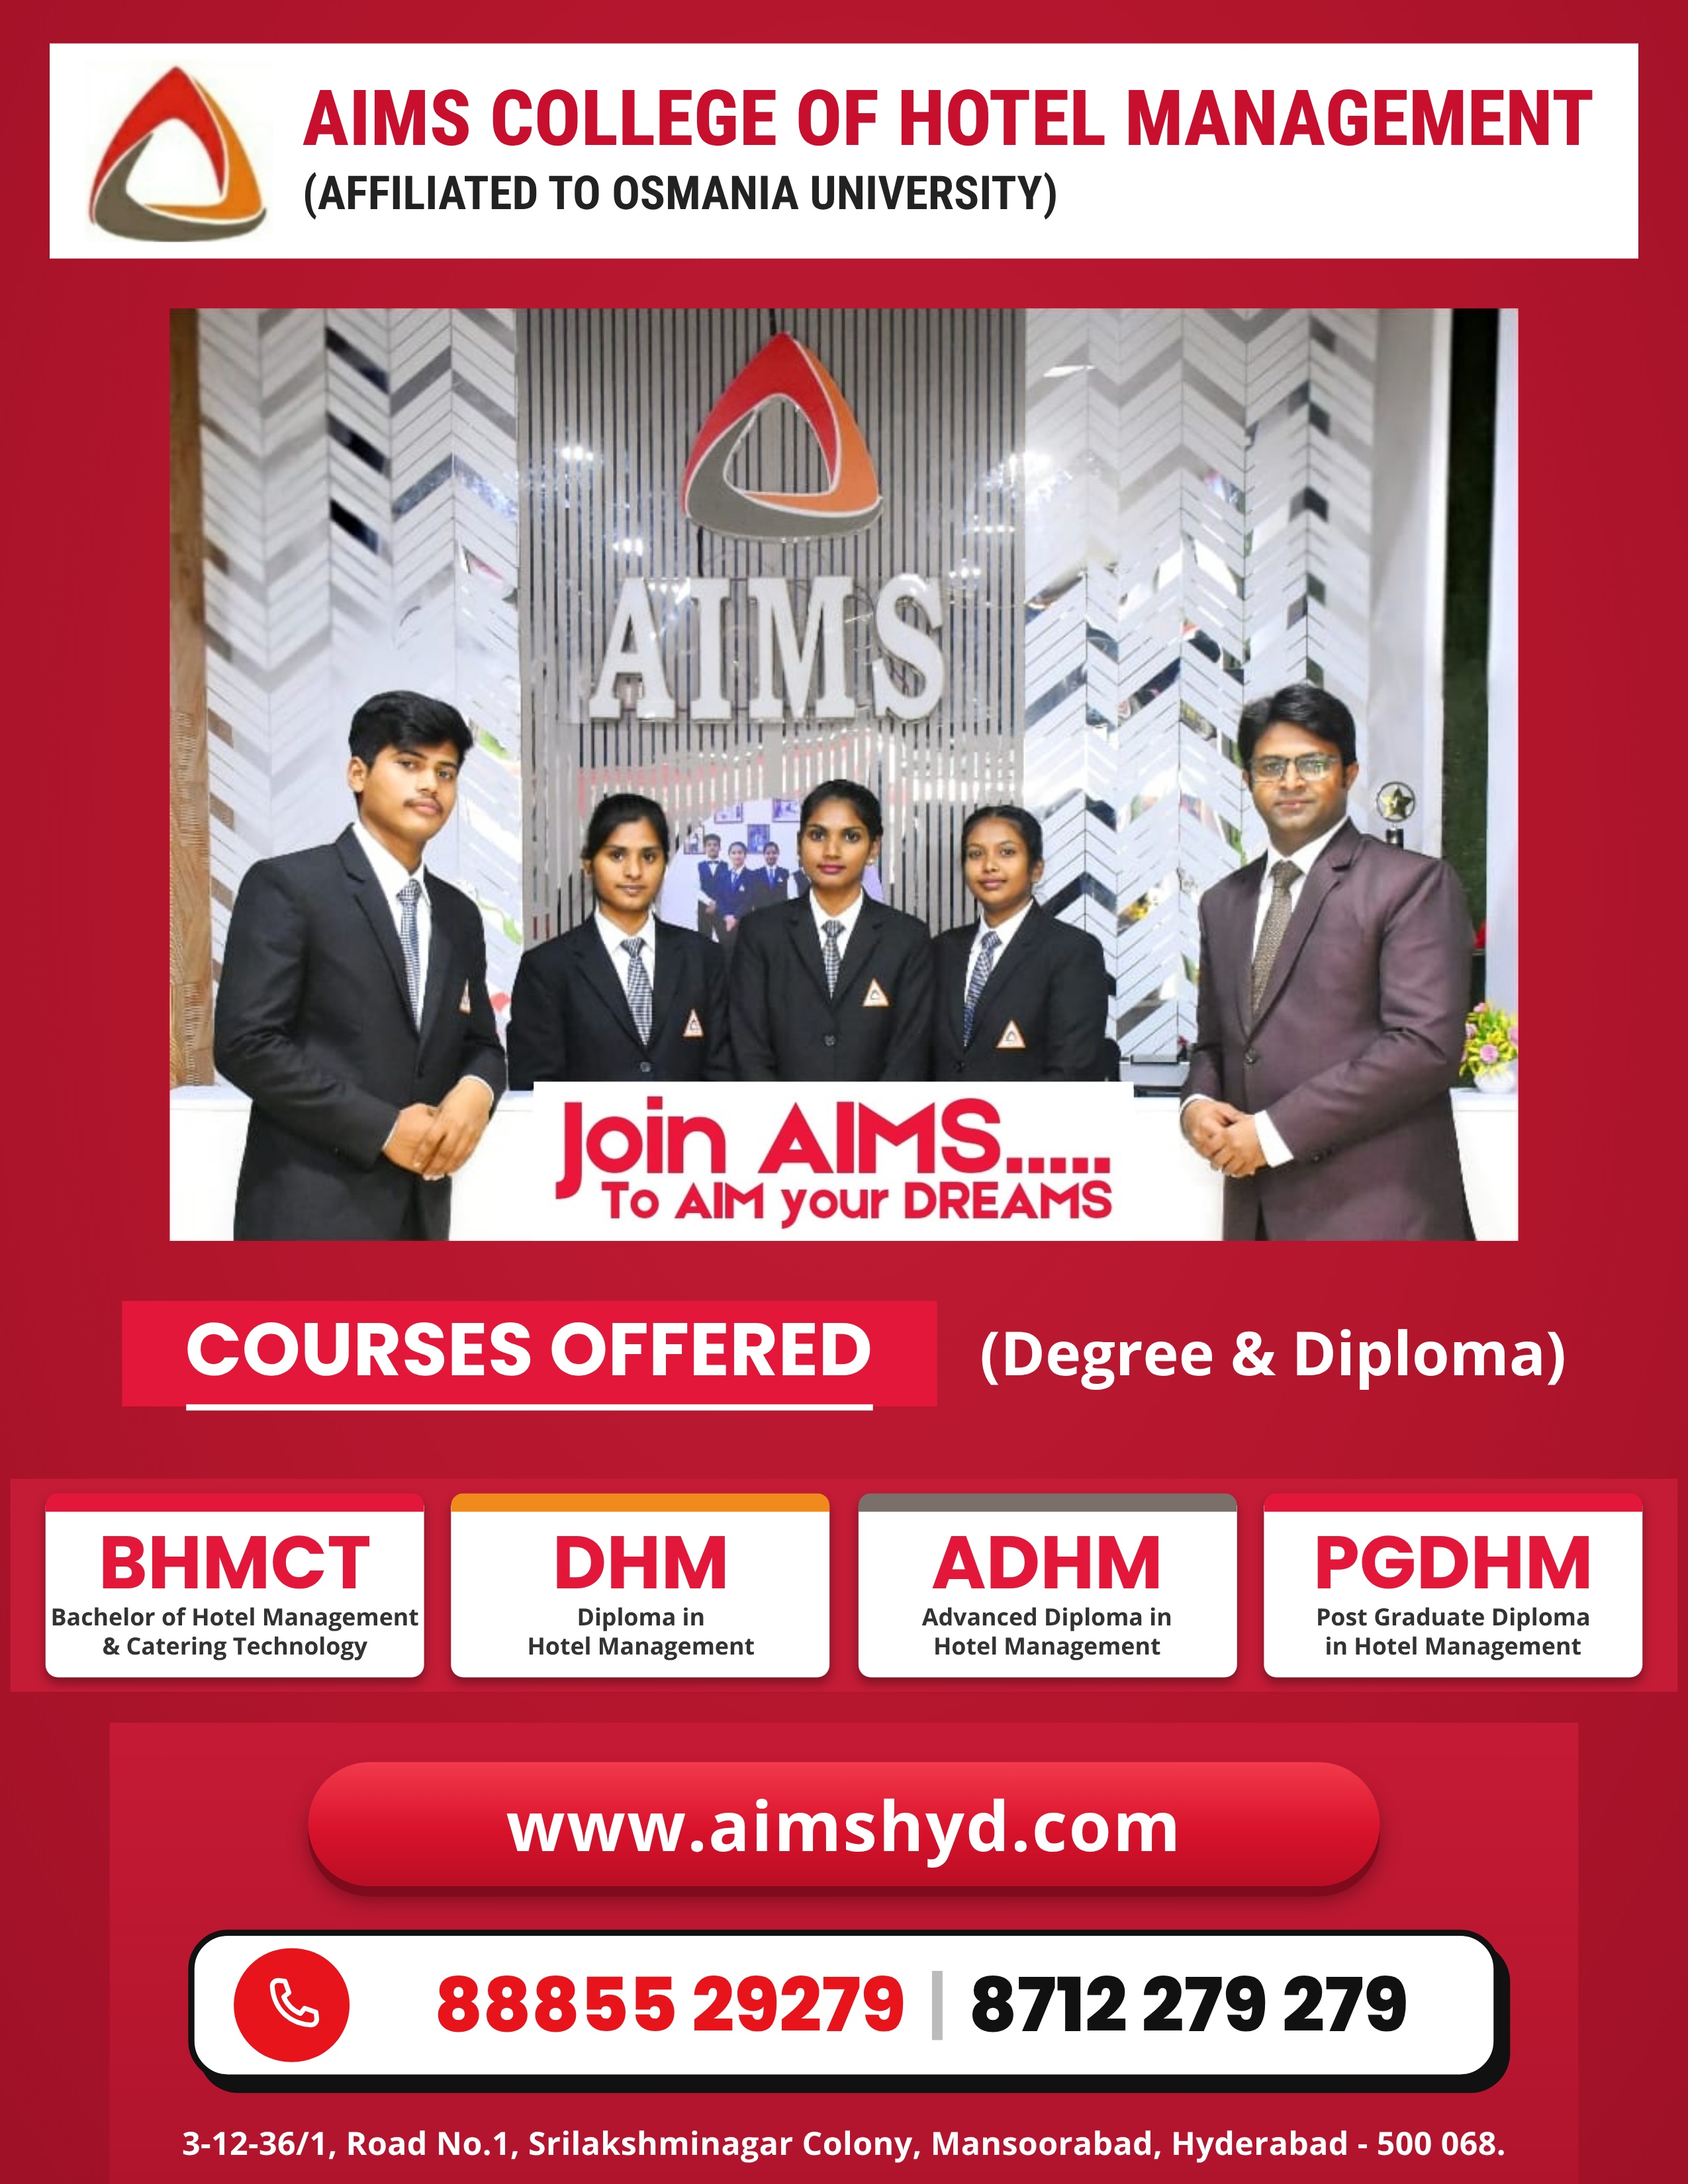 AIMS COLLEGE OF HOTEL MANAGEMENT
(AFFILIATED TO OSMANIA UNIVERSITY)
AIMS
Join AIMS.....
To AIM your DREAMS
COURSES OFFERED (Degree & Diploma)
BHMCT
Bachelor of Hotel Management
& Catering Technology
DHM
Diploma in
Hotel Management
ADHM
Advanced Diploma in
Hotel Management
PGDHM
Post Graduate Diploma
in Hotel Management
www.aimshyd.com
88855 29279 | 8712 279 279
3-12-36/1, Road No.1, Srilakshminagar Colony, Mansoorabad, Hyderabad - 500 068.